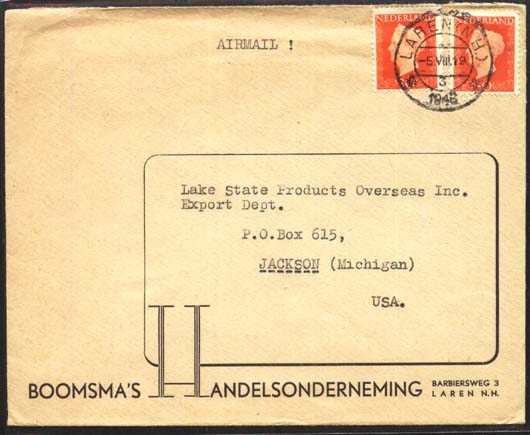 AIRMAIL !
NEDERLAND
NEDERLAND
LAREN (N.H.)
-5.VIII.19
3
1948
Lake State Products Overseas Inc.
Export Dept.
P.O.Box 615,
JACKSON (Michigan)
USA.
BOOMSMA'S HANDELSONDERNEMING
BARBIERSWEG 3
LAREN N.H.